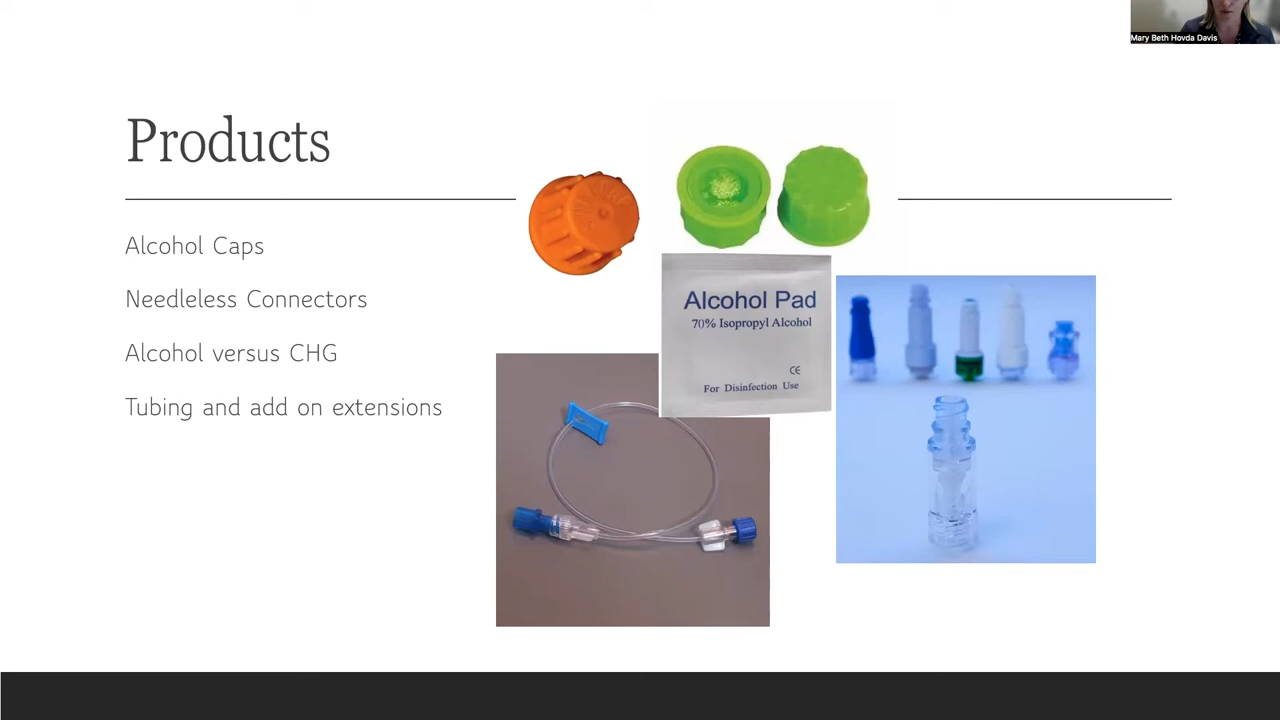 Mary Beth Hovda Davis
Products
Alcohol Caps
Needleless Connectors
Alcohol versus CHG
Tubing and add on extensions
Alcohol Pad
70% Isopropyl Alcohol
CE
For Disinfection Use